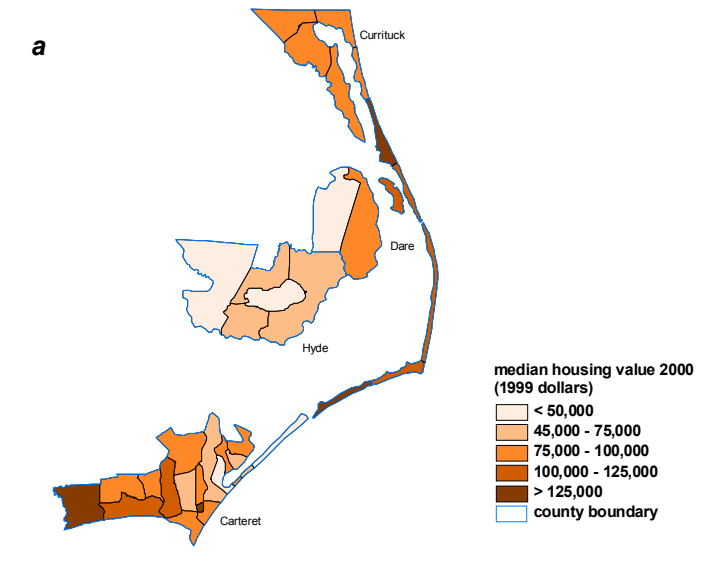 a
Currituck
Dare
Hyde
median housing value 2000
(1999 dollars)
< 50,000
45,000 - 75,000
75,000 - 100,000
100,000 - 125,000
> 125,000
county boundary
Carteret